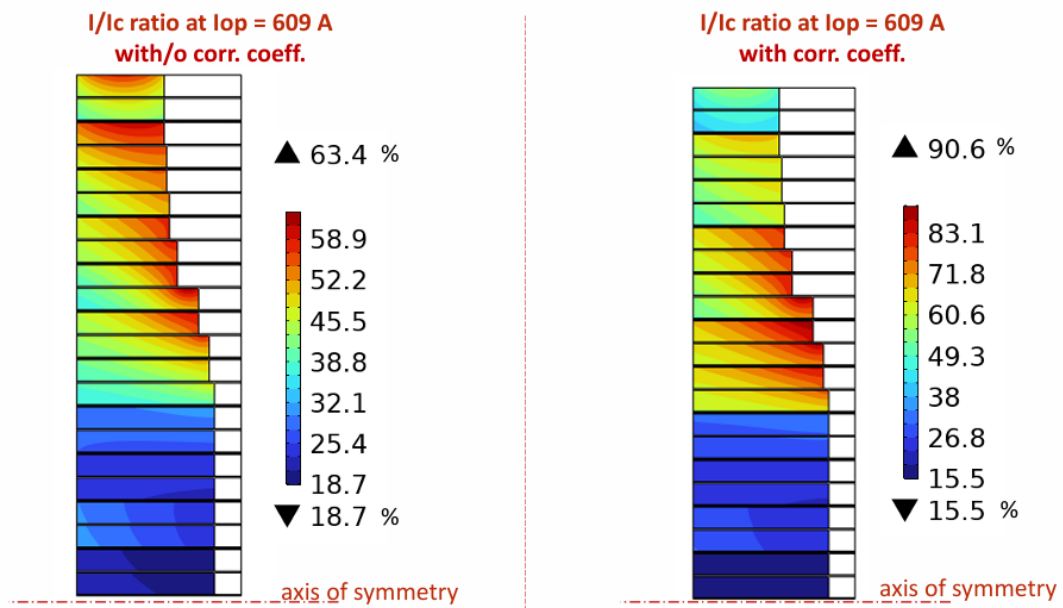 I/Ic ratio at Iop = 609 A
with/o corr. coeff.
▲ 63.4 %
58.9
52.2
45.5
38.8
32.1
25.4
18.7
▼ 18.7 %
axis of symmetry
I/Ic ratio at Iop = 609 A
with corr. coeff.
▲ 90.6 %
83.1
71.8
60.6
49.3
38
26.8
15.5
▼ 15.5 %
axis of symmetry